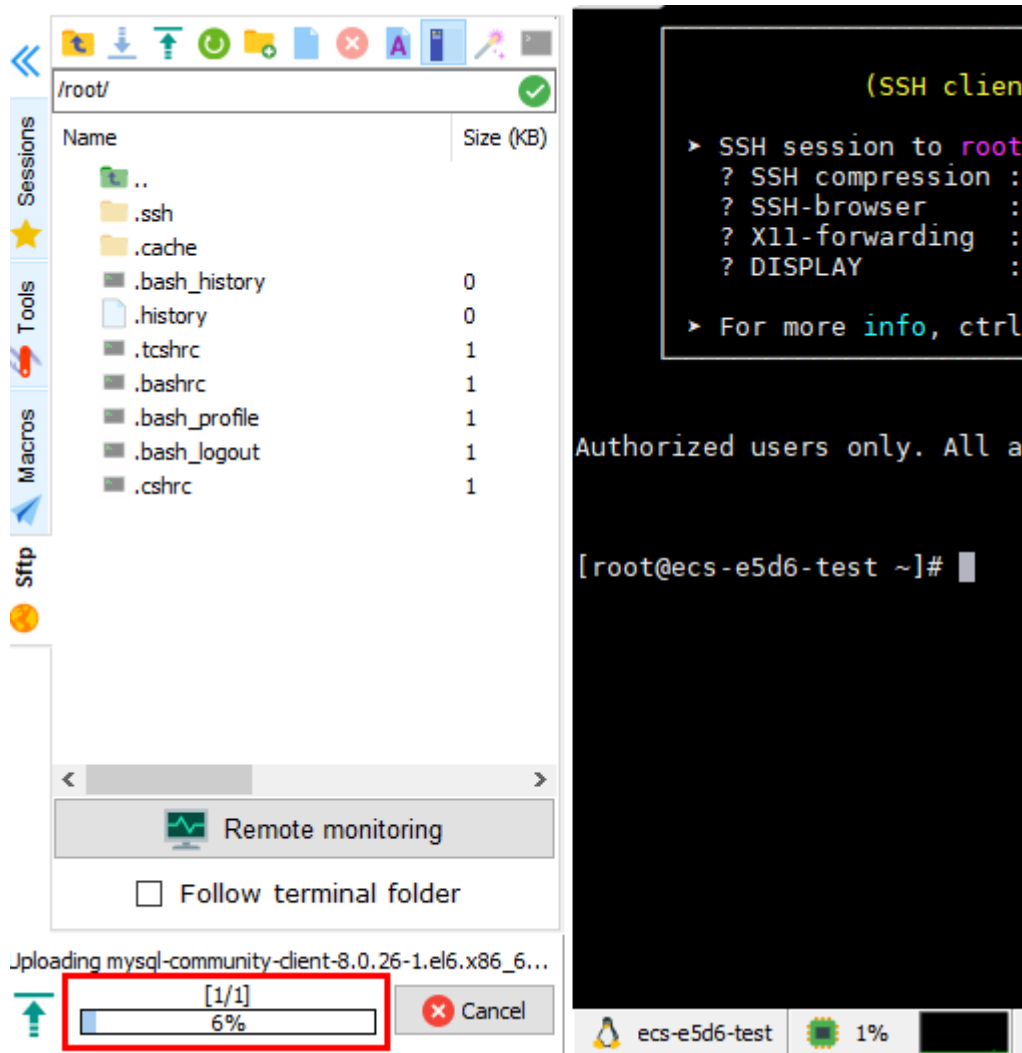 /root/
Name Size (KB)
..
.ssh
.cache
.bash_history 0
.history 0
.tcshrc 1
.bashrc 1
.bash_profile 1
.bash_logout 1
.cshrc 1
Sessions
Tools
Macros
Sftp
Remote monitoring
Follow terminal folder
Uploading mysql-community-client-8.0.26-1.el6.x86_6...
[1/1]
6%
Cancel
(SSH clien
➤ SSH session to root
? SSH compression :
? SSH-browser :
? X11-forwarding :
? DISPLAY :
➤ For more info, ctrl
Authorized users only. All a
[root@ecs-e5d6-test ~]#
ecs-e5d6-test 1%